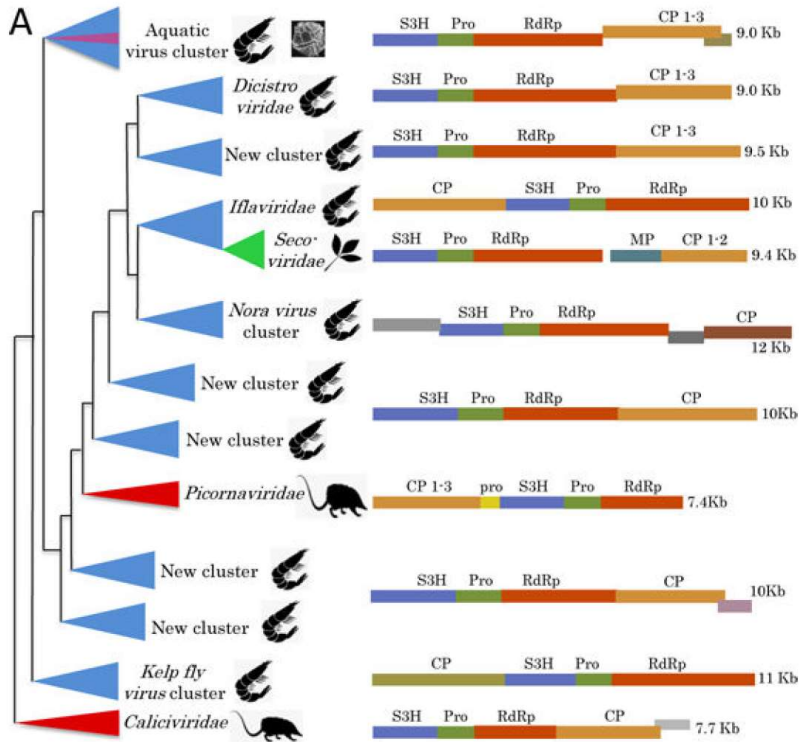 A
Aquatic
virus cluster
S3H Pro RdRp CP 1-3
9.0 Kb
Dicistro
viridae
S3H Pro RdRp CP 1-3
9.0 Kb
New cluster
S3H Pro RdRp CP 1-3
9.5 Kb
Iflaviridae
CP S3H Pro RdRp
10 Kb
Seco-
viridae
S3H Pro RdRp MP CP 1-2
9.4 Kb
Nora virus
cluster
S3H Pro RdRp CP
12 Kb
New cluster
New cluster
S3H Pro RdRp CP
10Kb
Picornaviridae
CP 1-3 pro S3H Pro RdRp
7.4Kb
New cluster
New cluster
S3H Pro RdRp CP
10Kb
Kelp fly
virus cluster
CP S3H Pro RdRp
11 Kb
Caliciviridae
S3H Pro RdRp CP
7.7 Kb